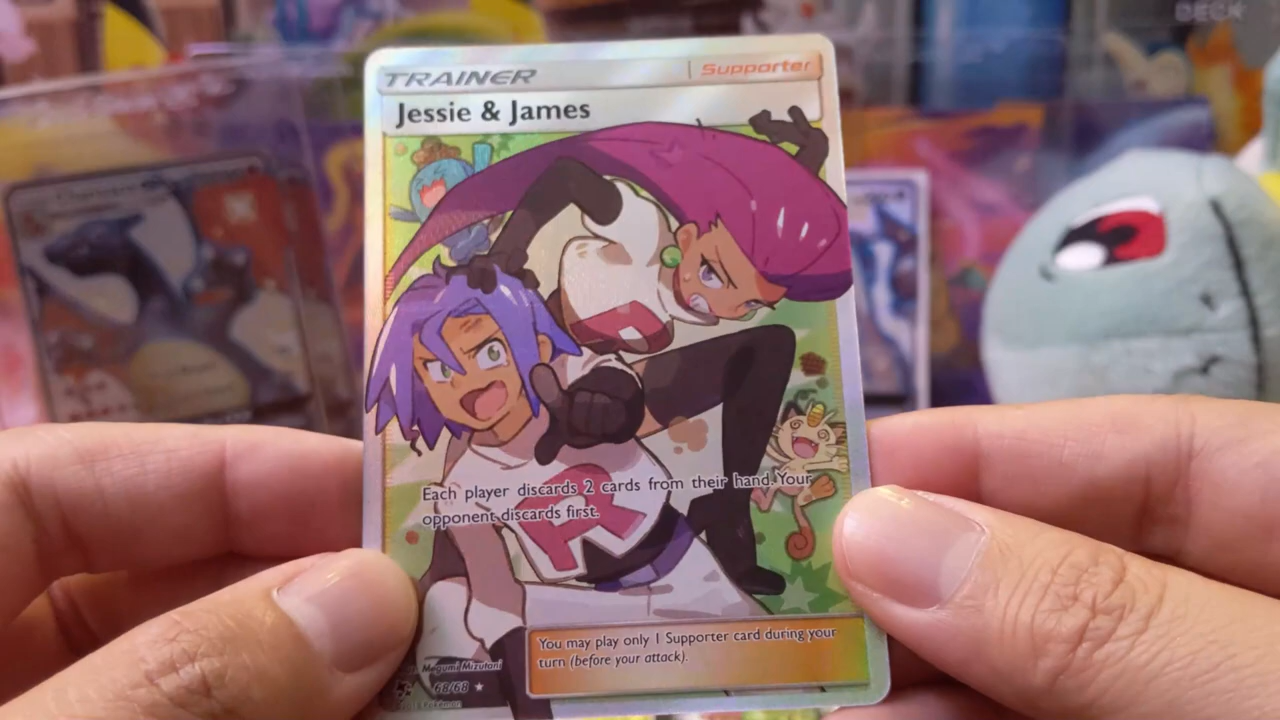 DECK
TRAINER
Supporter
Jessie & James
R
Each player discards 2 cards from their hand. Your
opponent discards first.
R
You may play only 1 Supporter card during your
turn (before your attack).
Megumi Mizutani
68/68